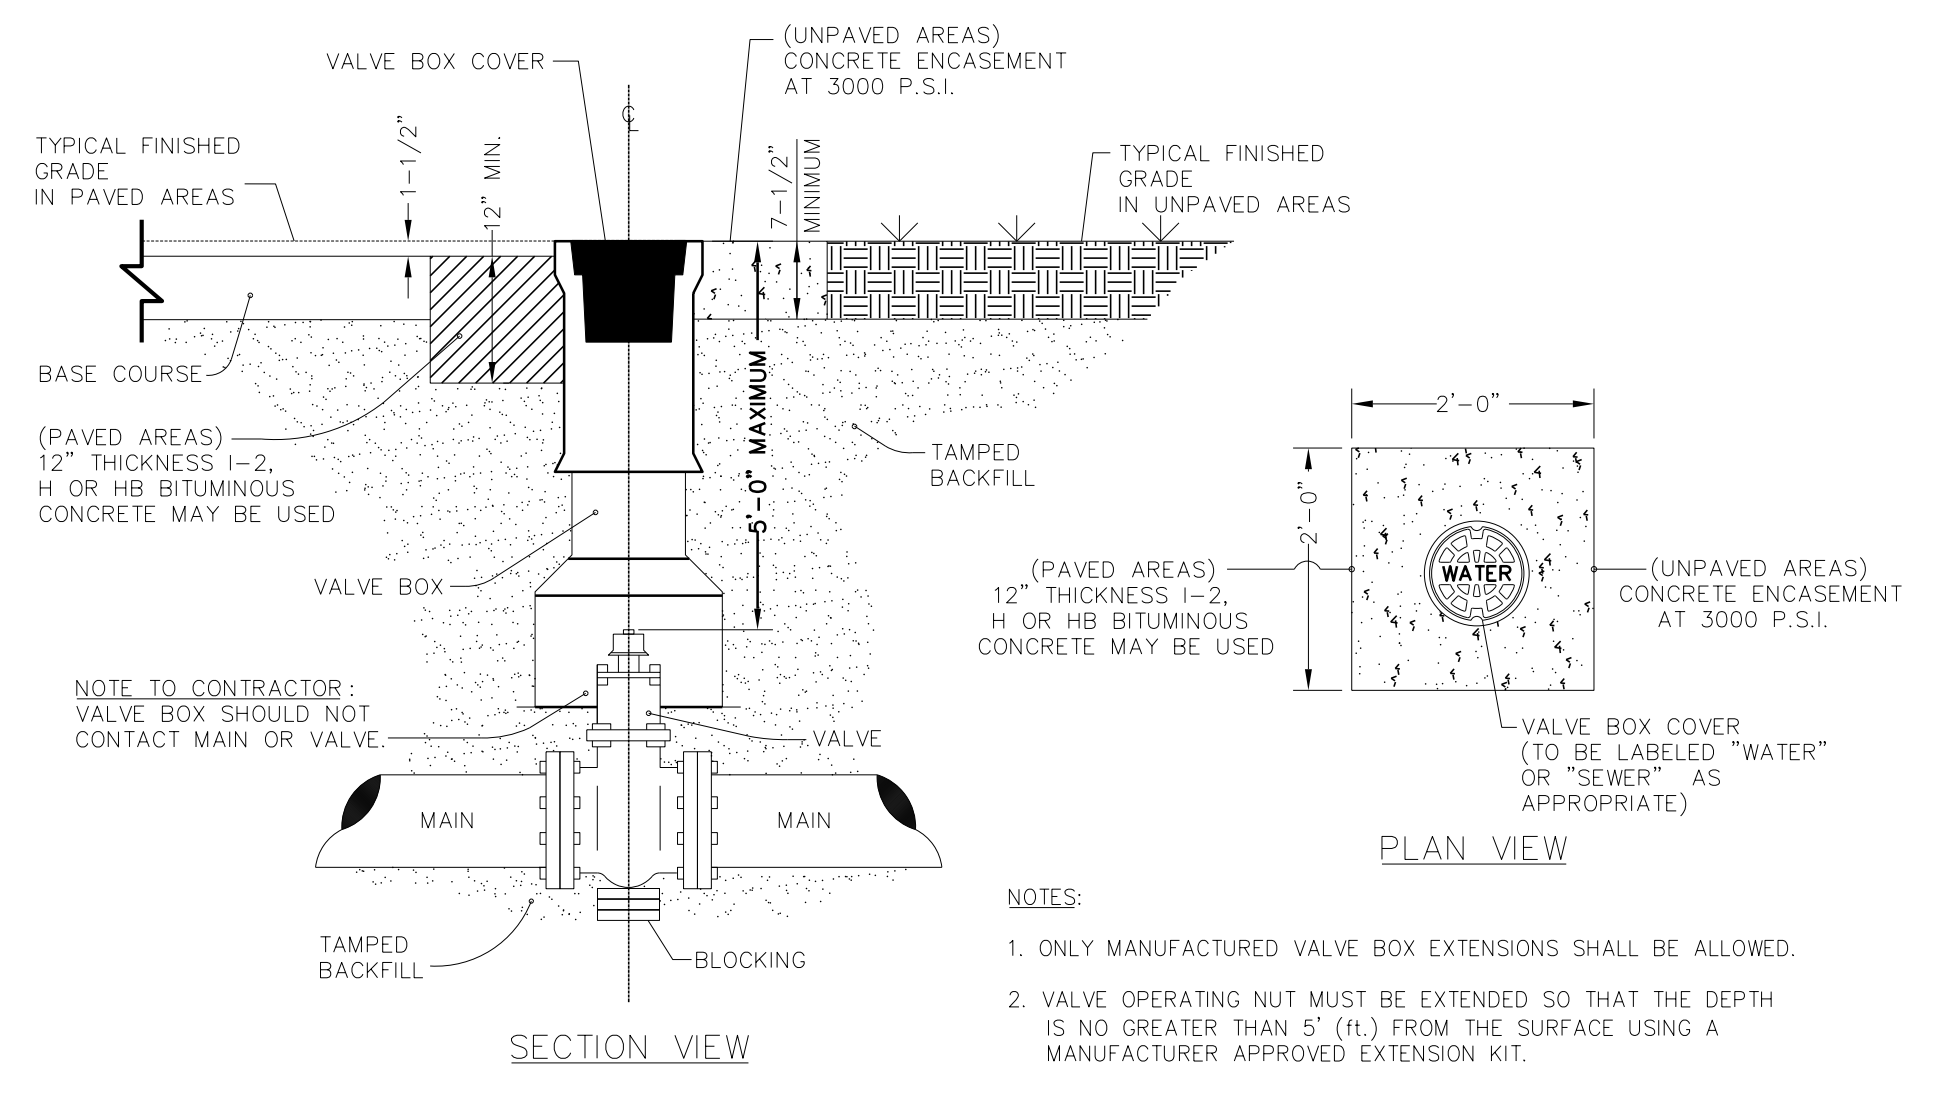 VALVE BOX COVER
(UNPAVED AREAS)
CONCRETE ENCASEMENT
AT 3000 P.S.I.
TYPICAL FINISHED
GRADE
IN PAVED AREAS
1-1/2"
12" MIN.
℄
7-1/2"
MINIMUM
TYPICAL FINISHED
GRADE
IN UNPAVED AREAS
BASE COURSE
(PAVED AREAS)
12" THICKNESS I-2,
H OR HB BITUMINOUS
CONCRETE MAY BE USED
5'-0" MAXIMUM
TAMPED
BACKFILL
VALVE BOX
NOTE TO CONTRACTOR:
VALVE BOX SHOULD NOT
CONTACT MAIN OR VALVE.
VALVE
MAIN
MAIN
TAMPED
BACKFILL
BLOCKING
SECTION VIEW
2'-0"
2'-0"
WATER
(PAVED AREAS)
12" THICKNESS I-2,
H OR HB BITUMINOUS
CONCRETE MAY BE USED
(UNPAVED AREAS)
CONCRETE ENCASEMENT
AT 3000 P.S.I.
VALVE BOX COVER
(TO BE LABELED "WATER"
OR "SEWER" AS
APPROPRIATE)
PLAN VIEW
NOTES:
1. ONLY MANUFACTURED VALVE BOX EXTENSIONS SHALL BE ALLOWED.
2. VALVE OPERATING NUT MUST BE EXTENDED SO THAT THE DEPTH
IS NO GREATER THAN 5' (ft.) FROM THE SURFACE USING A
MANUFACTURER APPROVED EXTENSION KIT.